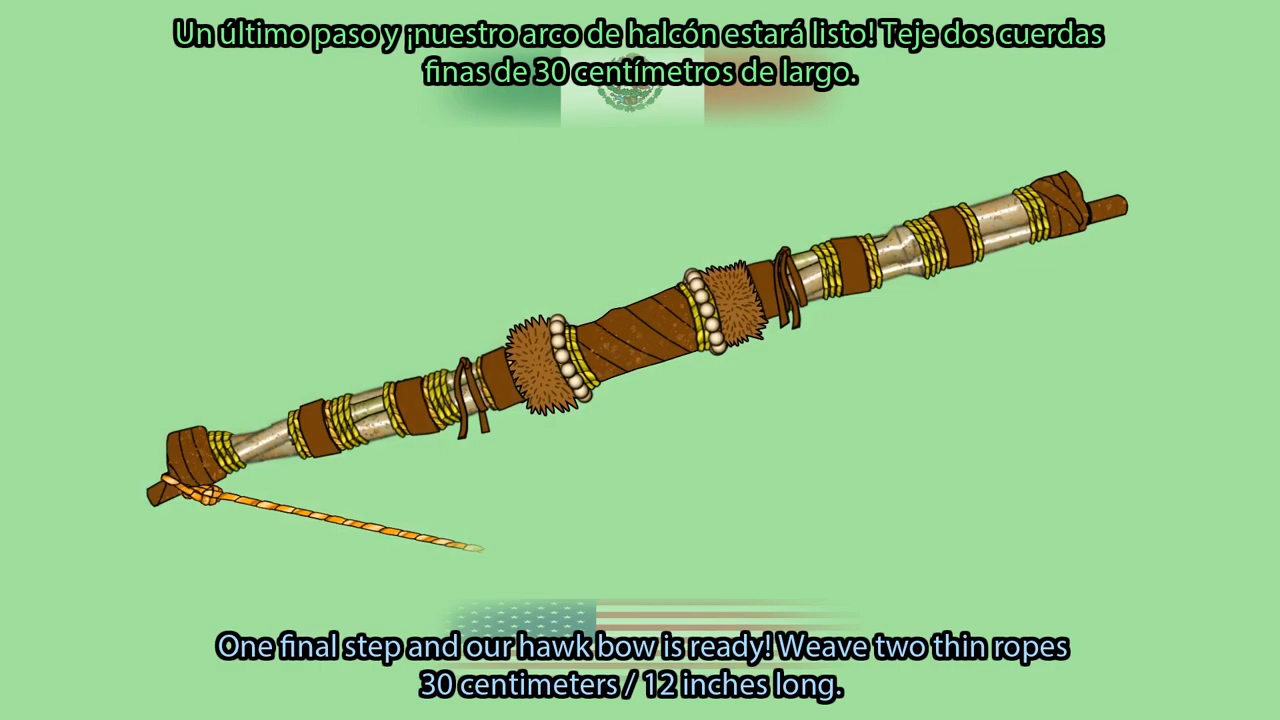 Un último paso y ¡nuestro arco de halcón estará listo! Teje dos cuerdas
finas de 30 centímetros de largo.
One final step and our hawk bow is ready! Weave two thin ropes
30 centimeters / 12 inches long.